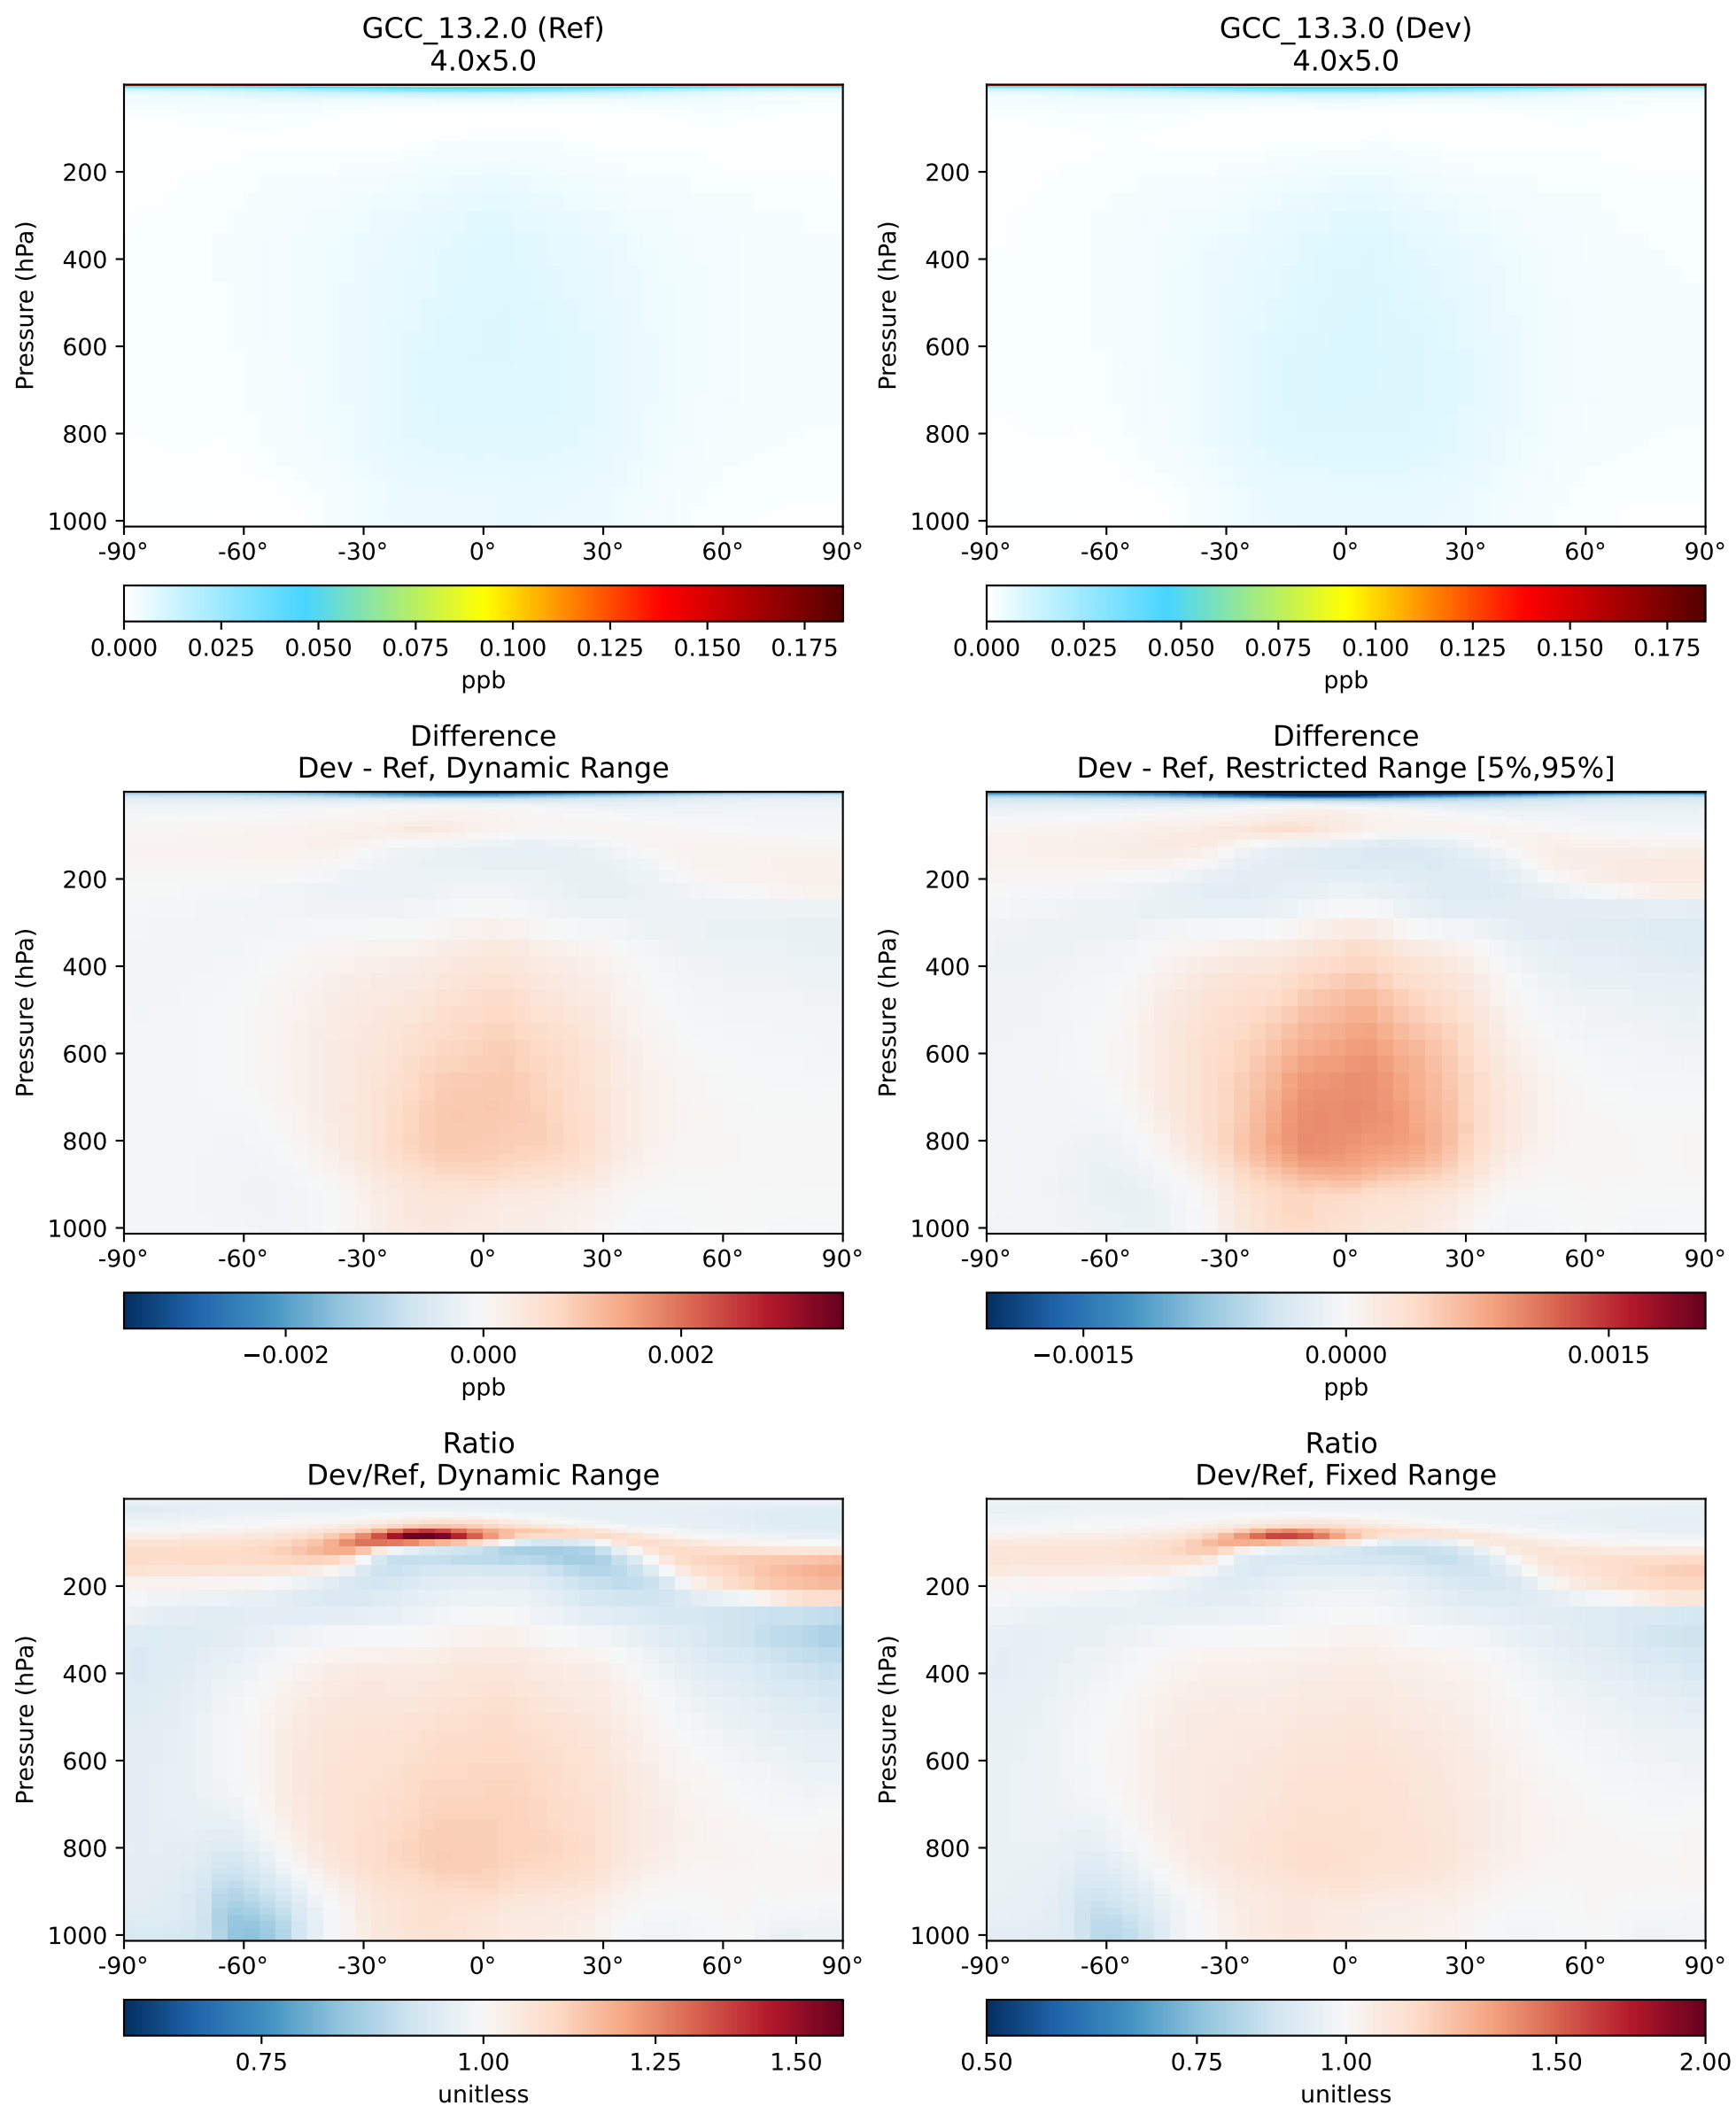 GCC_13.2.0 (Ref)
4.0x5.0
Pressure (hPa)
200
400
600
800
1000
-90° -60° -30° 0° 30° 60° 90°
0.000 0.025 0.050 0.075 0.100 0.125 0.150 0.175
ppb
GCC_13.3.0 (Dev)
4.0x5.0
Pressure (hPa)
200
400
600
800
1000
-90° -60° -30° 0° 30° 60° 90°
0.000 0.025 0.050 0.075 0.100 0.125 0.150 0.175
ppb
Difference
Dev - Ref, Dynamic Range
Pressure (hPa)
200
400
600
800
1000
-90° -60° -30° 0° 30° 60° 90°
−0.002 0.000 0.002
ppb
Difference
Dev - Ref, Restricted Range [5%,95%]
Pressure (hPa)
200
400
600
800
1000
-90° -60° -30° 0° 30° 60° 90°
−0.0015 0.0000 0.0015
ppb
Ratio
Dev/Ref, Dynamic Range
Pressure (hPa)
200
400
600
800
1000
-90° -60° -30° 0° 30° 60° 90°
0.75 1.00 1.25 1.50
unitless
Ratio
Dev/Ref, Fixed Range
Pressure (hPa)
200
400
600
800
1000
-90° -60° -30° 0° 30° 60° 90°
0.50 0.75 1.00 1.50 2.00
unitless